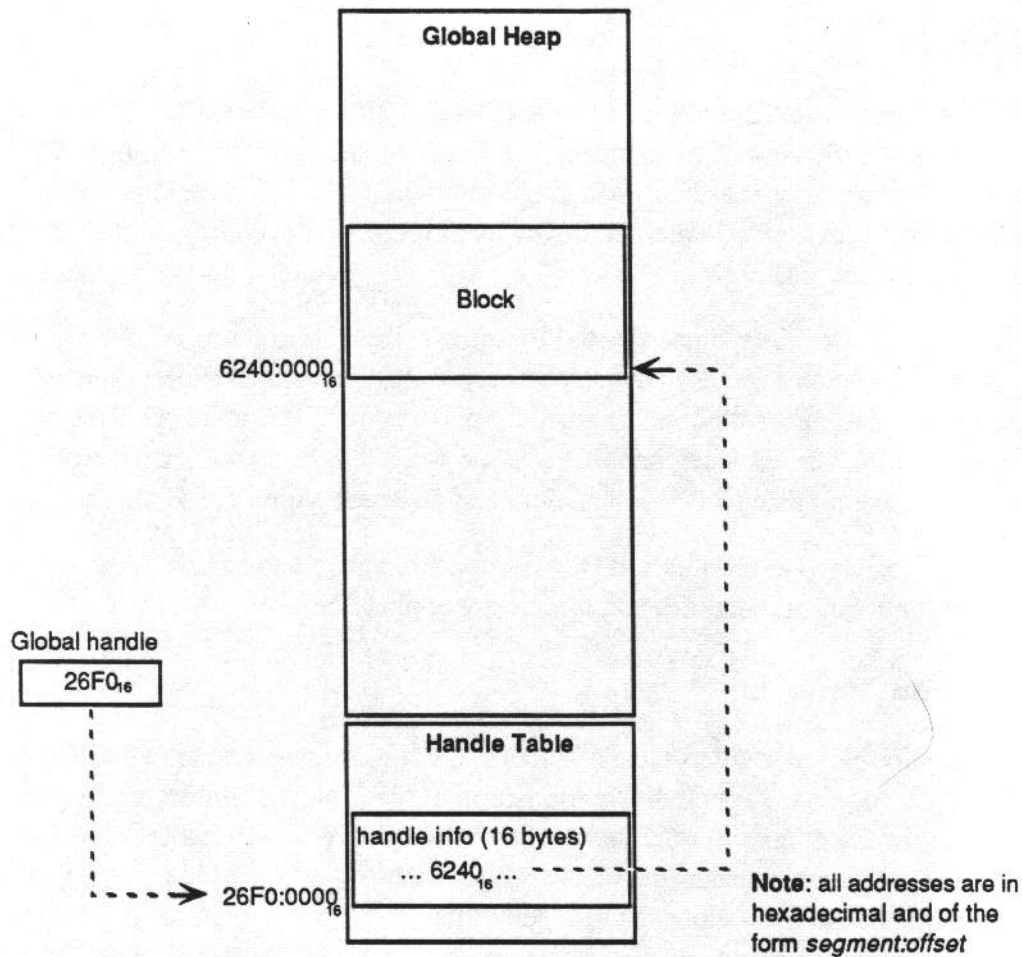 Global Heap
Block
6240:0000₁₆
Global handle
26F0₁₆
Handle Table
handle info (16 bytes)
... 6240₁₆ ...
26F0:0000₁₆
Note: all addresses are in
hexadecimal and of the
form segment:offset